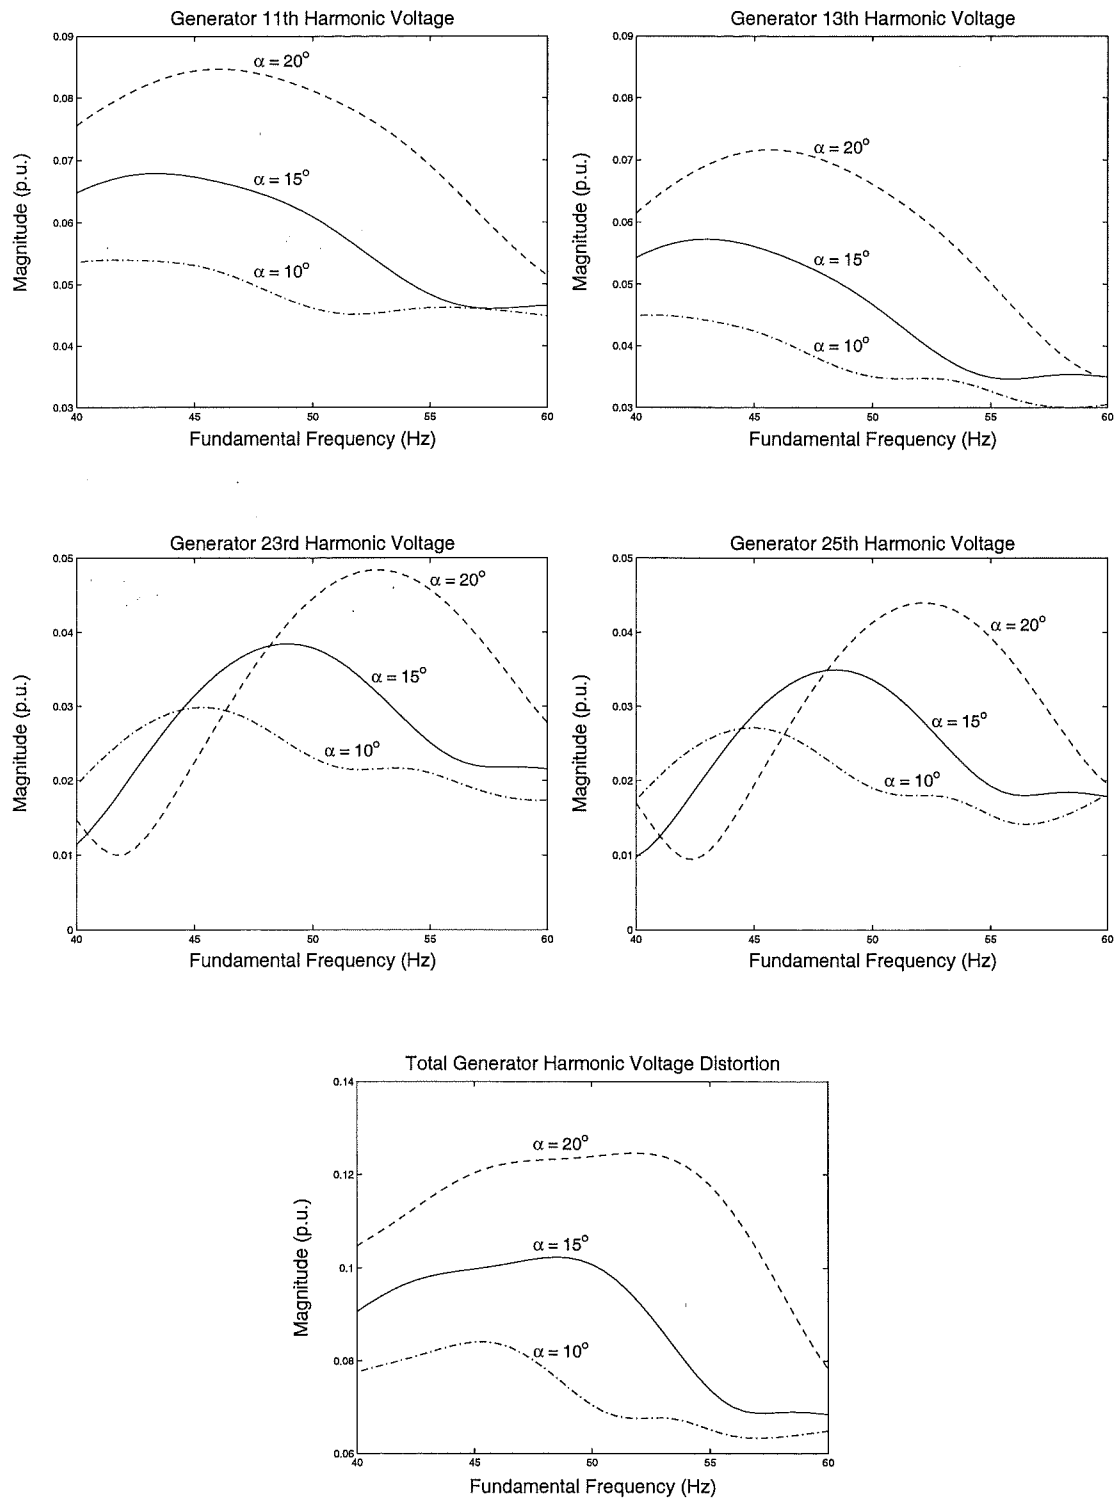 Generator 11th Harmonic Voltage
0.09
0.08
0.07
0.06
0.05
0.04
0.03
Magnitude (p.u.)
α = 20°
α = 15°
α = 10°
40 45 50 55 60
Fundamental Frequency (Hz)
Generator 13th Harmonic Voltage
0.09
0.08
0.07
0.06
0.05
0.04
0.03
Magnitude (p.u.)
α = 20°
α = 15°
α = 10°
40 45 50 55 60
Fundamental Frequency (Hz)
Generator 23rd Harmonic Voltage
0.05
0.04
0.03
0.02
0.01
0
Magnitude (p.u.)
α = 20°
α = 15°
α = 10°
40 45 50 55 60
Fundamental Frequency (Hz)
Generator 25th Harmonic Voltage
0.05
0.04
0.03
0.02
0.01
0
Magnitude (p.u.)
α = 20°
α = 15°
α = 10°
40 45 50 55 60
Fundamental Frequency (Hz)
Total Generator Harmonic Voltage Distortion
0.14
0.12
0.1
0.08
0.06
Magnitude (p.u.)
α = 20°
α = 15°
α = 10°
40 45 50 55 60
Fundamental Frequency (Hz)